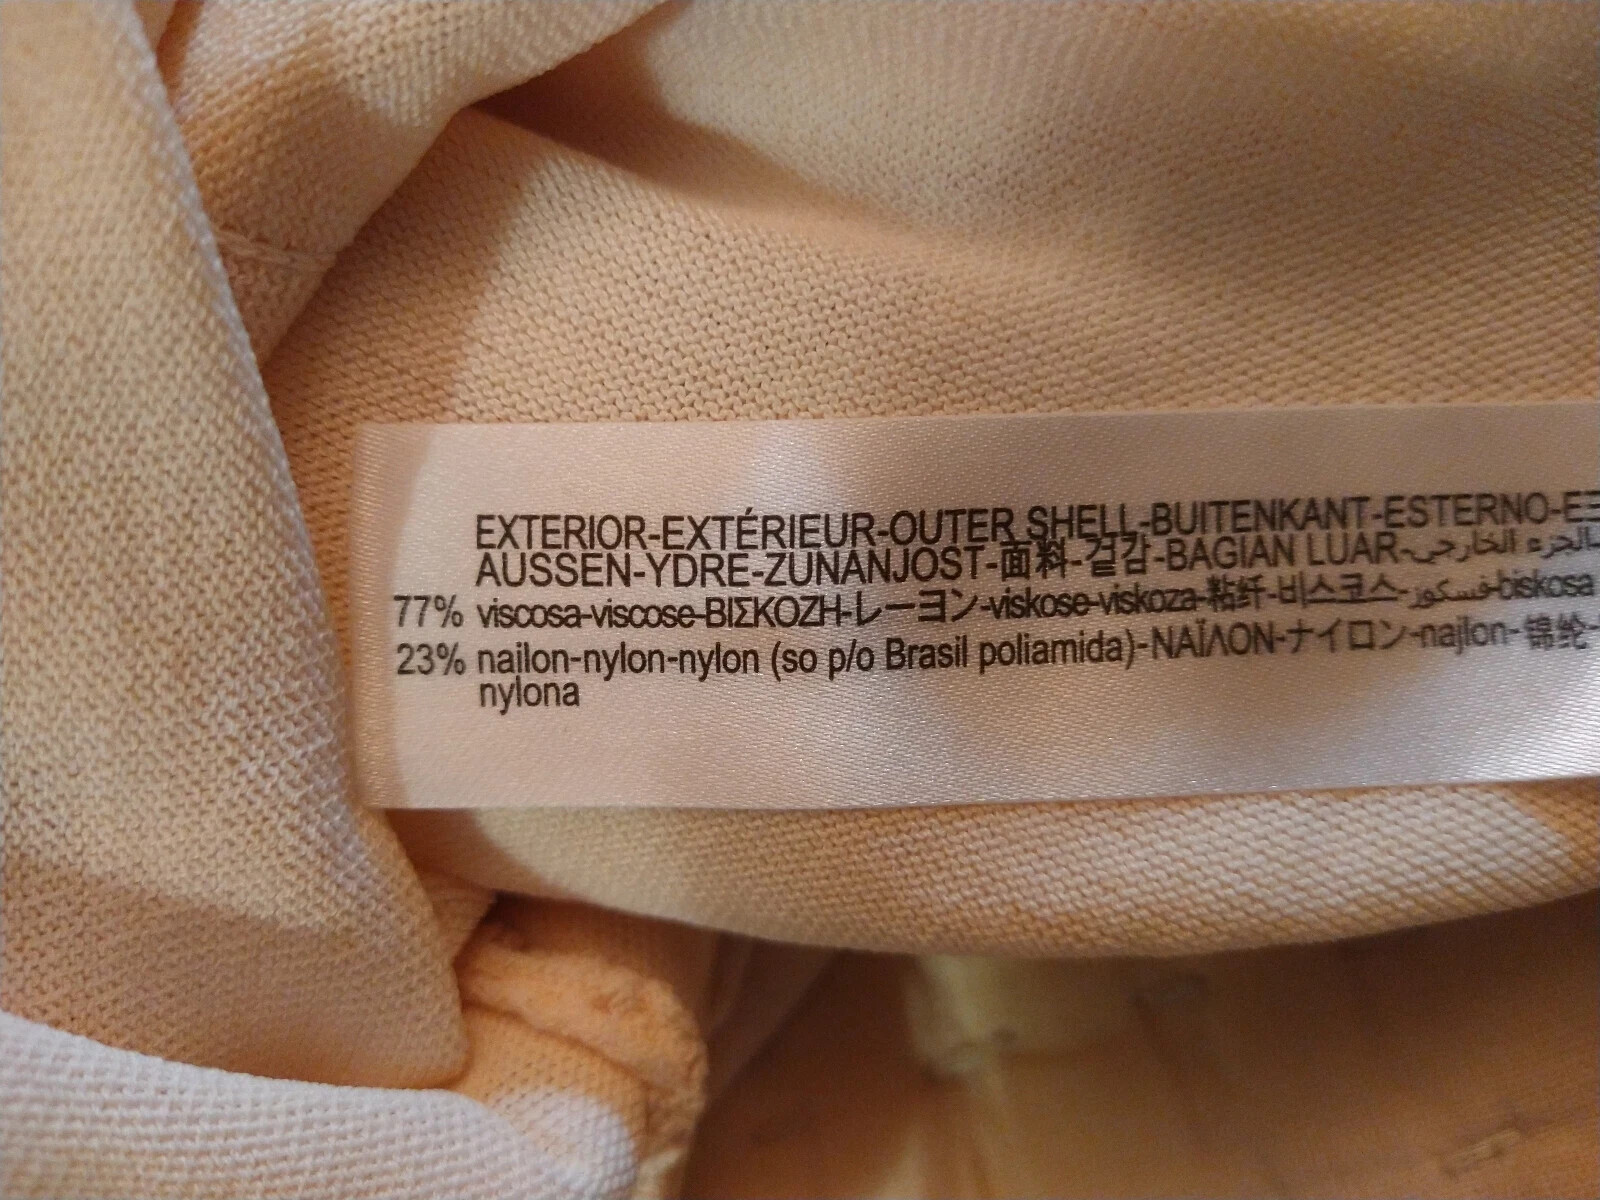 EXTERIOR-EXTÉRIEUR-OUTER SHELL-BUITENKANT-ESTERNO-ΕΞ
AUSSEN-YDRE-ZUNANJOST-面料-겉감-BAGIAN LUAR-الجزء الخارجي-
77% viscosa-viscose-ΒΙΣΚΟΖΗ-レーヨン-viskose-viskoza-粘纤-비스코스-فسكوز-biskosa
23% nailon-nylon-nylon (so p/o Brasil poliamida)-ΝΑΪΛΟΝ-ナイロン-najlon-锦纶-
nylona